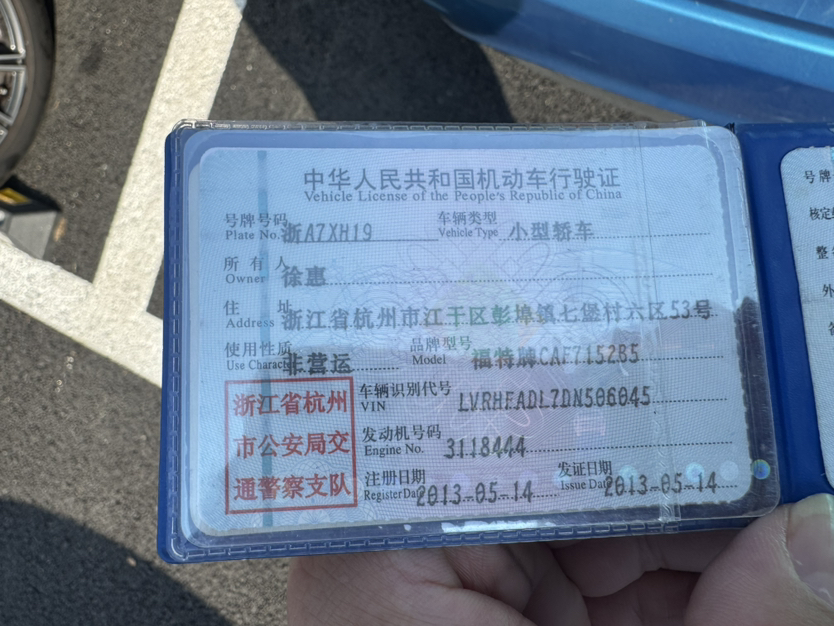 中华人民共和国机动车行驶证
Vehicle License of the People's Republic of China
号牌号码 浙A7XH19 车辆类型 小型轿车
Plate No. Vehicle Type
所有人 徐惠
Owner
住址 浙江省杭州市江干区彭埠镇七堡村六区53号
Address
使用性质 非营运 品牌型号 福特牌CAF7152B5
Use Charac Model
浙江省杭州
市公安局交
通警察支队
车辆识别代号 LVRHFADL7DN506045
VIN
发动机号码 3118444
Engine No.
注册日期 2013-05-14 发证日期 2013-05-14
Register Dat Issue Dat
号牌
核定
整
外